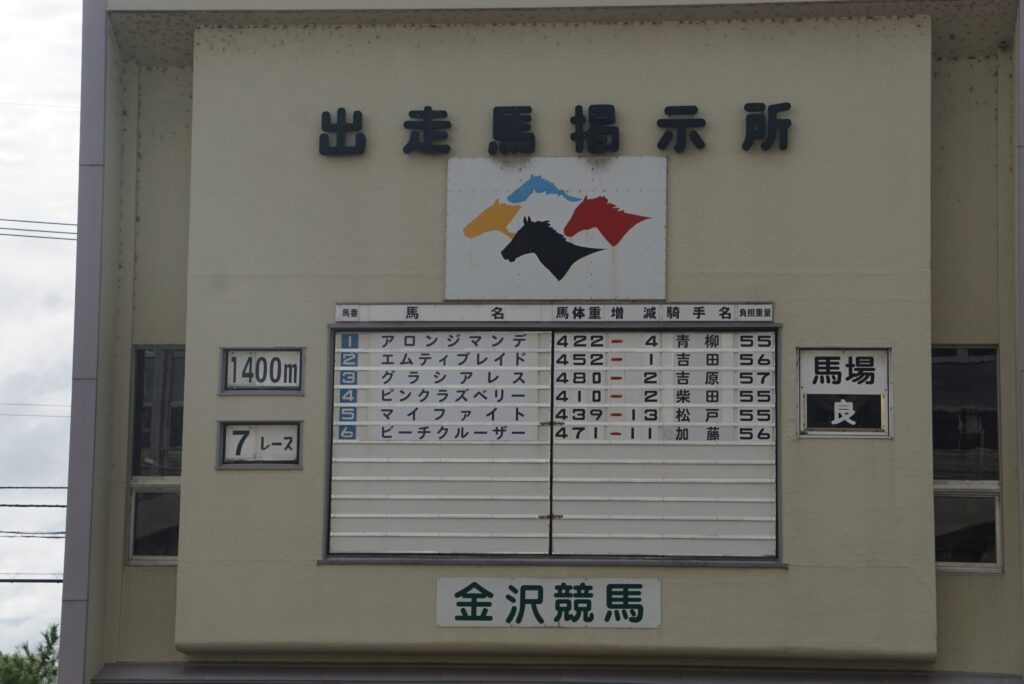 出走馬掲示所
馬番 馬名 馬体重 増減 騎手名 負担重量
1 アロンジマンデ 422 - 4 青柳 55
2 エムティブレイド 452 - 1 吉田 56
3 グラシアレス 480 - 2 吉原 57
4 ピンクラズベリー 410 - 2 柴田 55
5 マイファイト 439 - 13 松戸 55
6 ビーチクルーザー 471 - 11 加藤 56
1400m
7 レース
馬場
良
金沢競馬